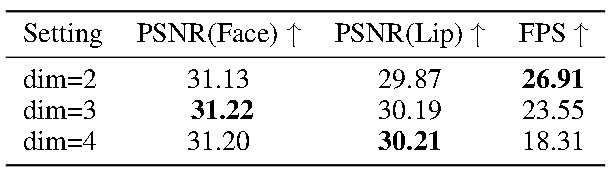 Setting PSNR(Face) ↑ PSNR(Lip) ↑ FPS ↑
dim=2 31.13 29.87 26.91
dim=3 31.22 30.19 23.55
dim=4 31.20 30.21 18.31